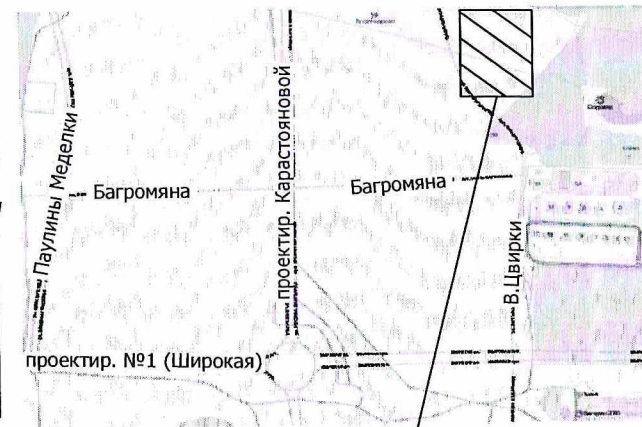 Паулины Меделки
Багромяна
проектир. Карастояновой
Багромяна
В.Цвирки
проектир. №1 (Широкая)